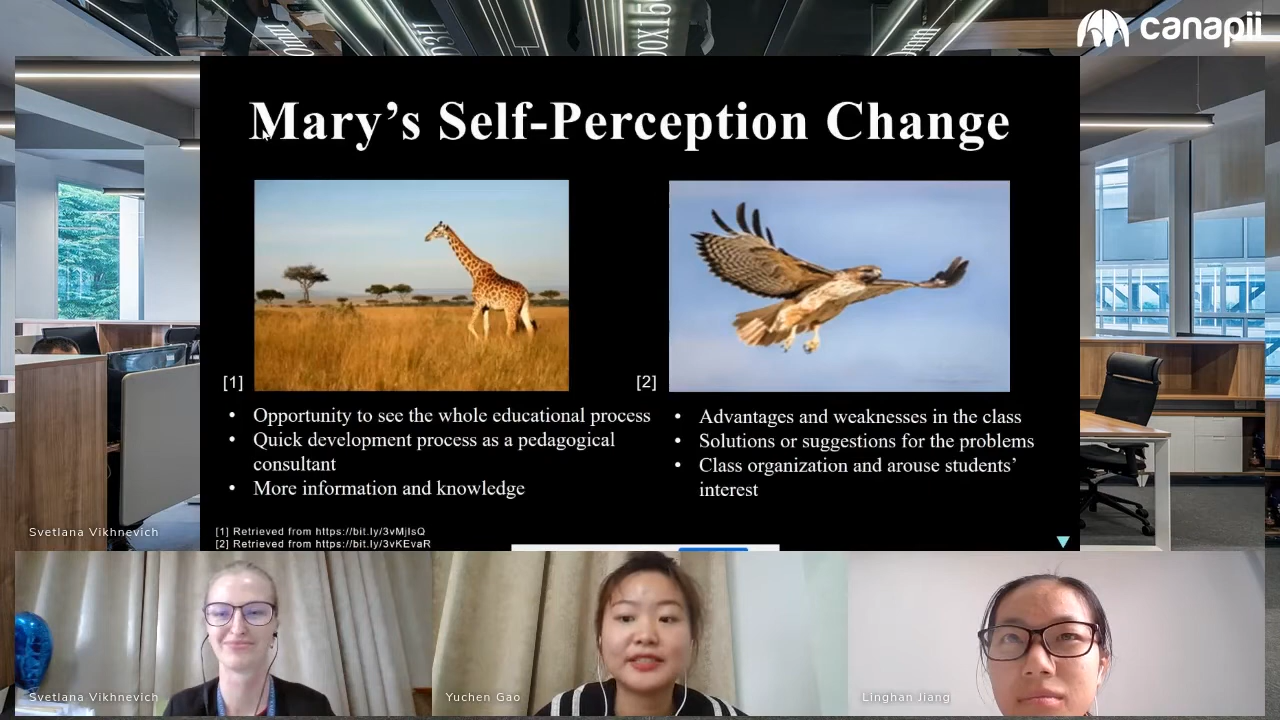 canapii
Mary’s Self-Perception Change
[1]
[2]
• Opportunity to see the whole educational process
• Quick development process as a pedagogical
consultant
• More information and knowledge
• Advantages and weaknesses in the class
• Solutions or suggestions for the problems
• Class organization and arouse students’
interest
[1] Retrieved from https://bit.ly/3vMjIsQ
[2] Retrieved from https://bit.ly/3vKEvaR
Svetlana Vikhnevich
Svetlana Vikhnevich
Yuchen Gao
Linghan Jiang